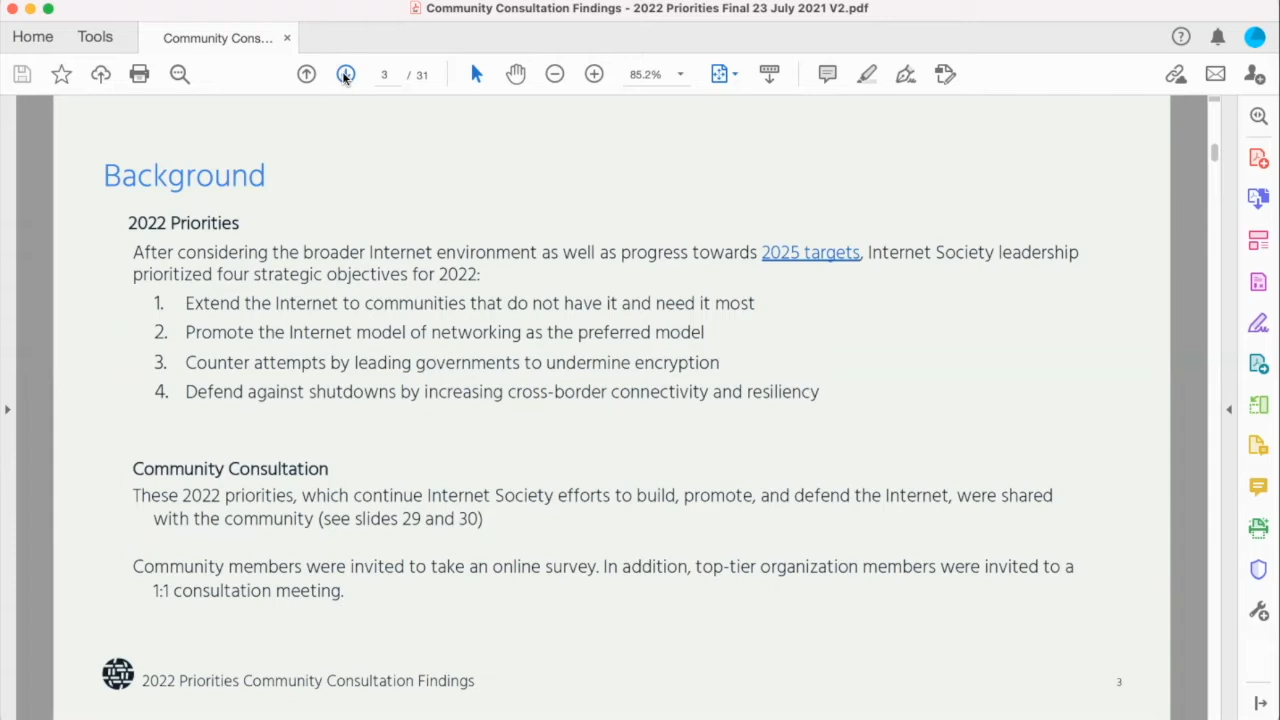 Community Consultation Findings - 2022 Priorities Final 23 July 2021 V2.pdf
Home
Tools
Community Cons...
3 / 31
85.2%
Background
2022 Priorities
After considering the broader Internet environment as well as progress towards 2025 targets, Internet Society leadership
prioritized four strategic objectives for 2022:
1. Extend the Internet to communities that do not have it and need it most
2. Promote the Internet model of networking as the preferred model
3. Counter attempts by leading governments to undermine encryption
4. Defend against shutdowns by increasing cross-border connectivity and resiliency
Community Consultation
These 2022 priorities, which continue Internet Society efforts to build, promote, and defend the Internet, were shared
with the community (see slides 29 and 30)
Community members were invited to take an online survey. In addition, top-tier organization members were invited to a
1:1 consultation meeting.
2022 Priorities Community Consultation Findings
3